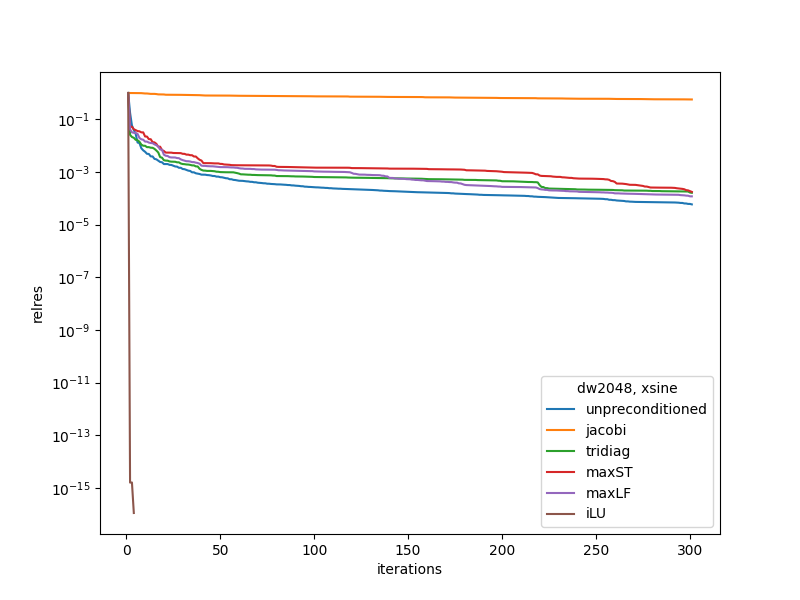 10^{-1}
10^{-3}
10^{-5}
10^{-7}
10^{-9}
10^{-11}
10^{-13}
10^{-15}
relres
0 50 100 150 200 250 300
iterations
dw2048, xsine
unpreconditioned
jacobi
tridiag
maxST
maxLF
iLU